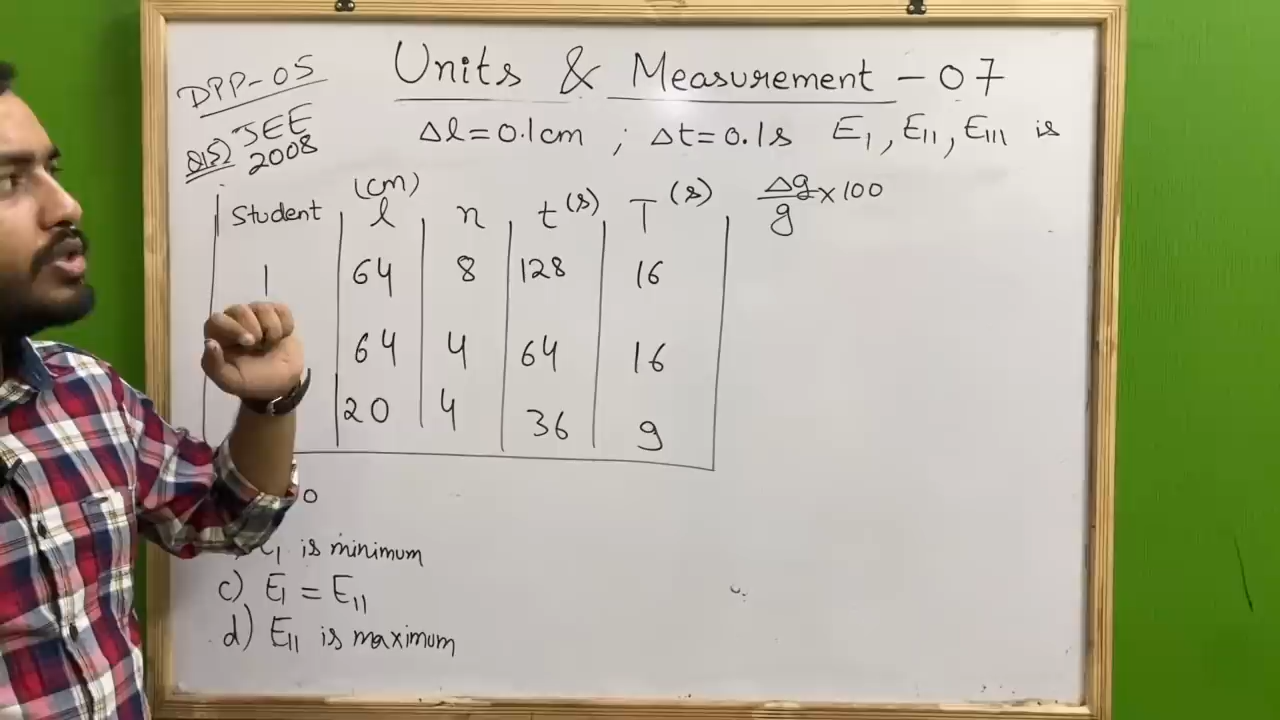 DPP-05
Units & Measurement - 07
Q15) JEE 2008
Δl = 0.1cm ; Δt = 0.1s E₁, E₁₁, E₁₁₁ is
Student l (cm) n t (s) T (s) Δg/g × 100
1 64 8 128 16
64 4 64 16
20 4 36 9
0
is minimum
c) E₁ = E₁₁
d) E₁₁ is maximum